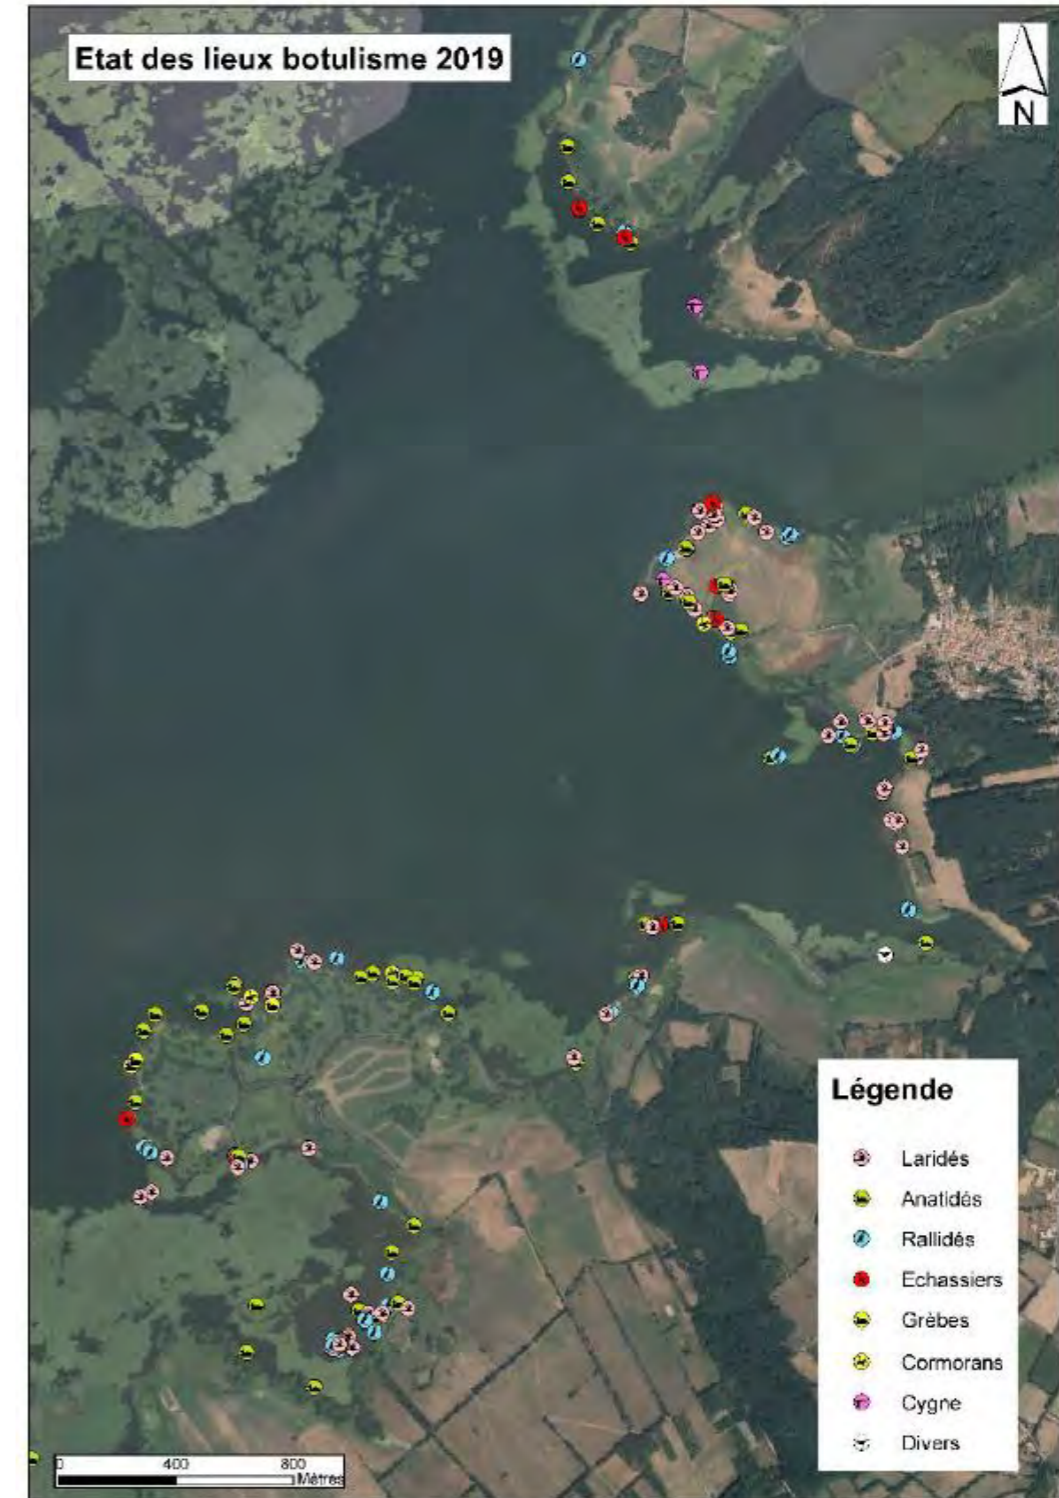 Etat des lieux botulisme 2019
N
Légende
Laridés
Anatidés
Rallidés
Echassiers
Grèbes
Cormorans
Cygne
Divers
0 400 800
Mètres